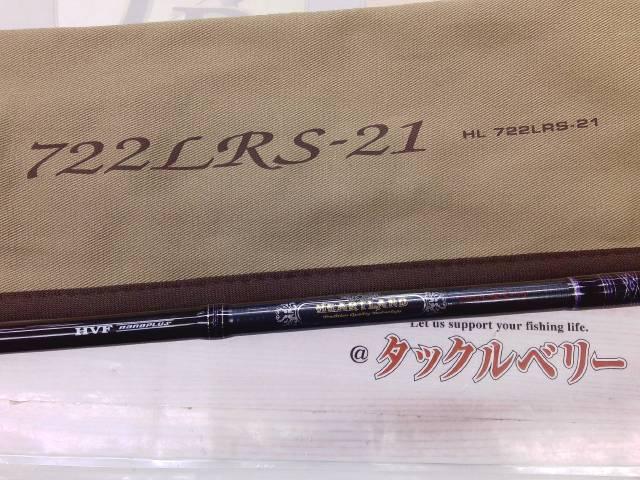 722LRS-21
HL 722LRS-21
HVF nanoplus
HEARTLAND
Let us support your fishing life.
@タックルベリー